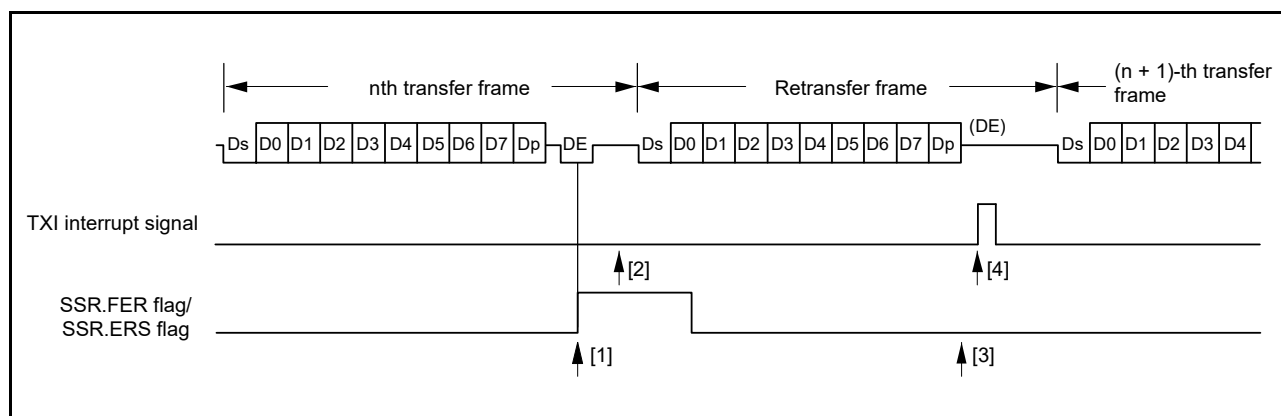 nth transfer frame
Retransfer frame
(n + 1)-th transfer
frame
(DE)
Ds D0 D1 D2 D3 D4 D5 D6 D7 Dp DE Ds D0 D1 D2 D3 D4 D5 D6 D7 Dp Ds D0 D1 D2 D3 D4
TXI interrupt signal
[2]
[4]
SSR.FER flag/
SSR.ERS flag
[1]
[3]